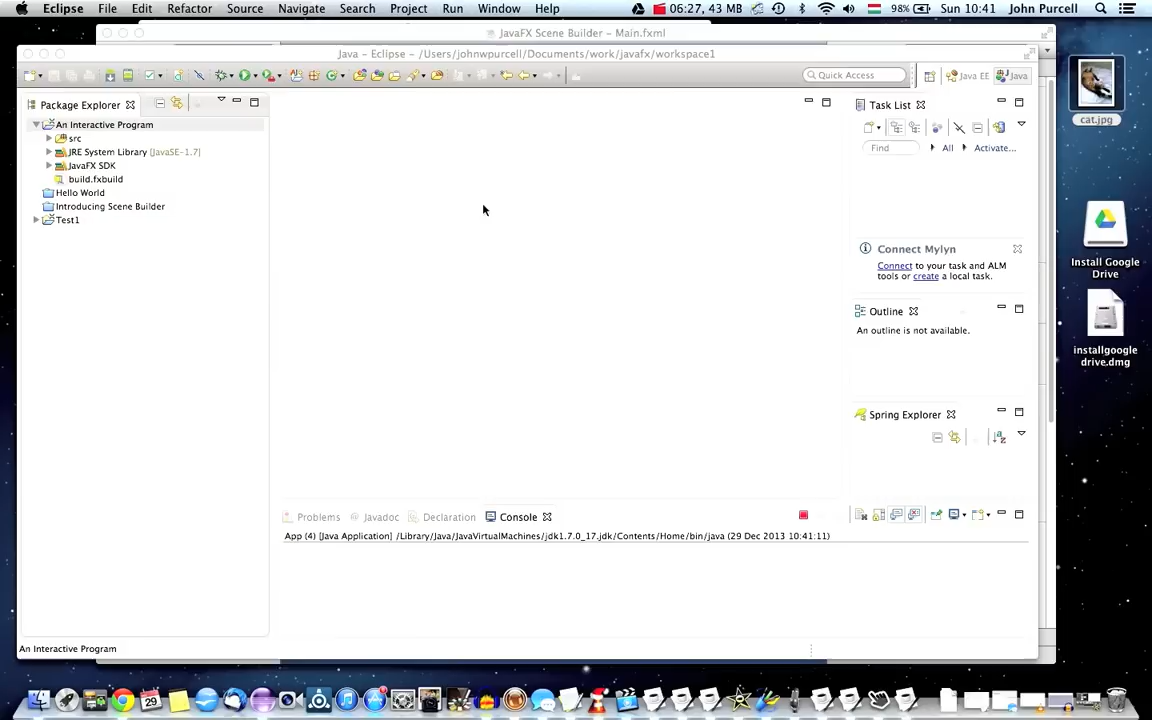 Eclipse File Edit Refactor Source Navigate Search Project Run Window Help 06:27, 43 MB 98% Sun 10:41 John Purcell
JavaFX Scene Builder - Main.fxml
Java - Eclipse - /Users/johnwpurcell/Documents/work/javafx/workspace1
Quick Access Java EE Java
Package Explorer
An Interactive Program
src
JRE System Library [JavaSE-1.7]
JavaFX SDK
build.fxbuild
Hello World
Introducing Scene Builder
Test1
Task List
Find All Activate...
Connect Mylyn
Connect to your task and ALM
tools or create a local task.
Outline
An outline is not available.
Spring Explorer
Problems Javadoc Declaration Console
App (4) [Java Application] /Library/Java/JavaVirtualMachines/jdk1.7.0_17.jdk/Contents/Home/bin/java (29 Dec 2013 10:41:11)
An Interactive Program
cat.jpg
Install Google
Drive
installgoogle
drive.dmg
29